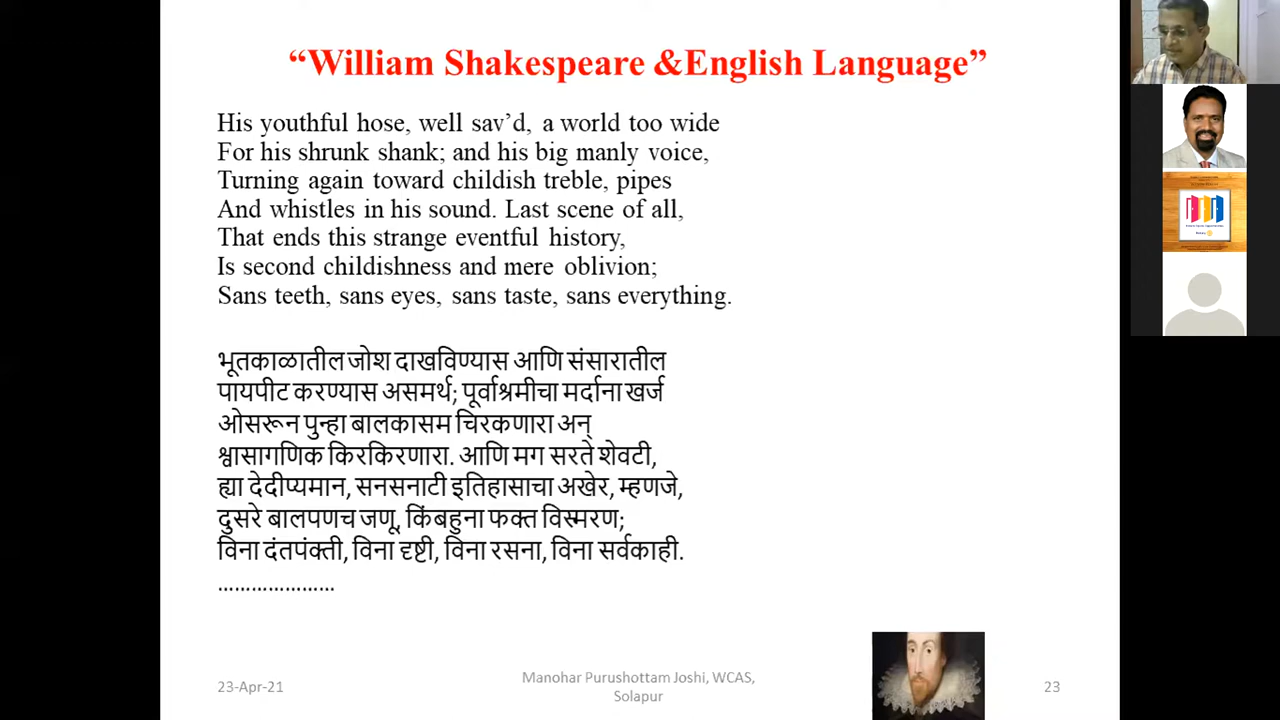 “William Shakespeare &English Language”
His youthful hose, well sav’d, a world too wide
For his shrunk shank; and his big manly voice,
Turning again toward childish treble, pipes
And whistles in his sound. Last scene of all,
That ends this strange eventful history,
Is second childishness and mere oblivion;
Sans teeth, sans eyes, sans taste, sans everything.
भूतकाळातील जोश दाखविण्यास आणि संसारातील
पायपीट करण्यास असमर्थ; पूर्वाश्रमीचा मर्दाना खर्ज
ओसरून पुन्हा बालकासम चिरकणारा अन्
श्वासागणिक किरकिरणारा. आणि मग सरते शेवटी,
ह्या देदीप्यमान, सनसनाटी इतिहासाचा अखेर, म्हणजे,
दुसरे बालपणच जणू, किंबहुना फक्त विस्मरण;
विना दंतपंक्ती, विना दृष्टी, विना रसना, विना सर्वकाही.
…………………
23-Apr-21
Manohar Purushottam Joshi, WCAS,
Solapur
23